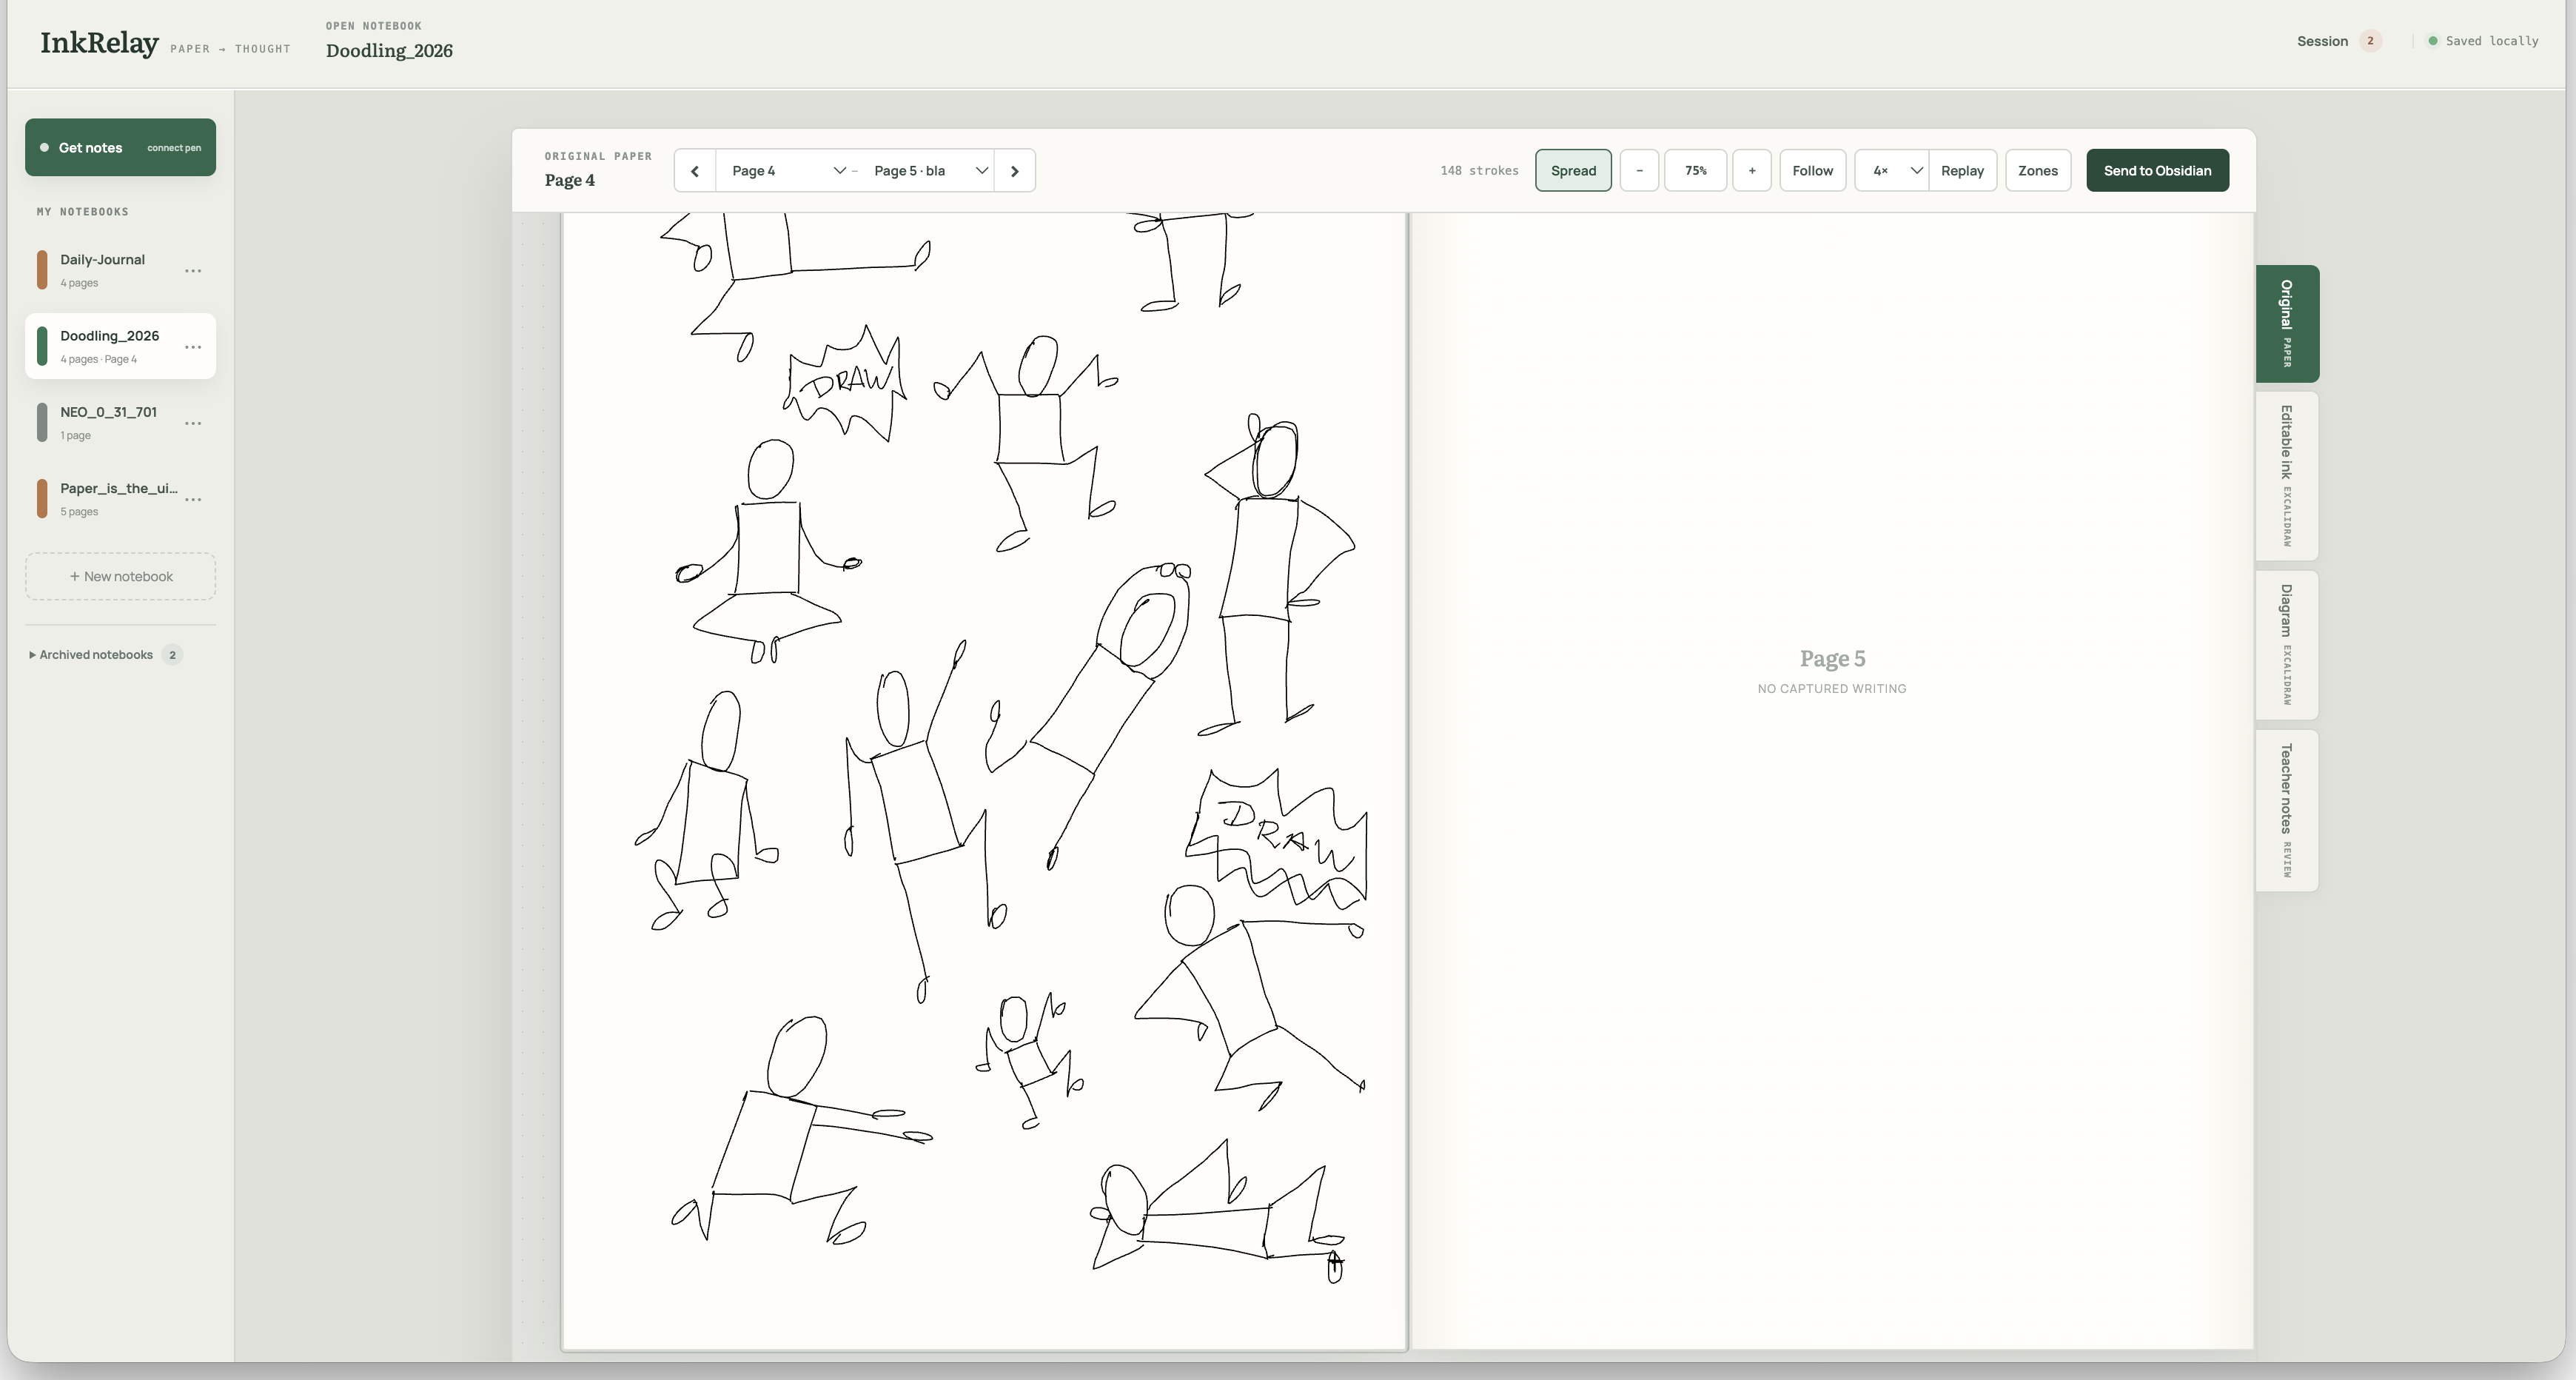 InkRelay PAPER → THOUGHT
OPEN NOTEBOOK
Doodling_2026
Session 2
Saved locally
Get notes connect pen
MY NOTEBOOKS
Daily-Journal
4 pages
Doodling_2026
4 pages · Page 4
NEO_0_31_701
1 page
Paper_is_the_ui...
5 pages
+ New notebook
Archived notebooks 2
ORIGINAL PAPER
Page 4
Page 4 – Page 5 · bla
148 strokes
Spread
− 75% +
Follow
4× Replay
Zones
Send to Obsidian
DRAW
DRAW
Page 5
NO CAPTURED WRITING
Original PAPER
Editable ink EXCALIDRAW
Diagram EXCALIDRAW
Teacher notes REVIEW